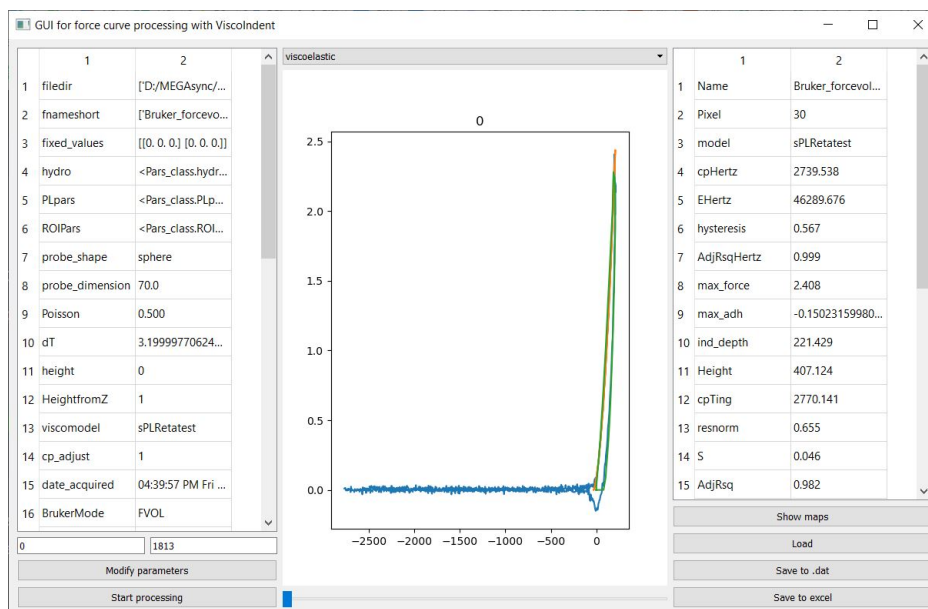 GUI for force curve processing with ViscoIndent
1 2
1 filedir ['D:/MEGAsync/...
2 fnameshort ['Bruker_forcevo...
3 fixed_values [[0. 0. 0.] [0. 0. 0.]]
4 hydro <Pars_class.hydr...
5 PLpars <Pars_class.PLp...
6 ROIPars <Pars_class.ROI...
7 probe_shape sphere
8 probe_dimension 70.0
9 Poisson 0.500
10 dT 3.19999770624...
11 height 0
12 HeightfromZ 1
13 viscomodel sPLRetatest
14 cp_adjust 1
15 date_acquired 04:39:57 PM Fri ...
16 BrukerMode FVOL
0 1813
Modify parameters
Start processing
viscoelastic
0
2.5
2.0
1.5
1.0
0.5
0.0
−2500 −2000 −1500 −1000 −500 0
1 2
1 Name Bruker_forcevol...
2 Pixel 30
3 model sPLRetatest
4 cpHertz 2739.538
5 EHertz 46289.676
6 hysteresis 0.567
7 AdjRsqHertz 0.999
8 max_force 2.408
9 max_adh -0.15023159980...
10 ind_depth 221.429
11 Height 407.124
12 cpTing 2770.141
13 resnorm 0.655
14 S 0.046
15 AdjRsq 0.982
Show maps
Load
Save to .dat
Save to excel